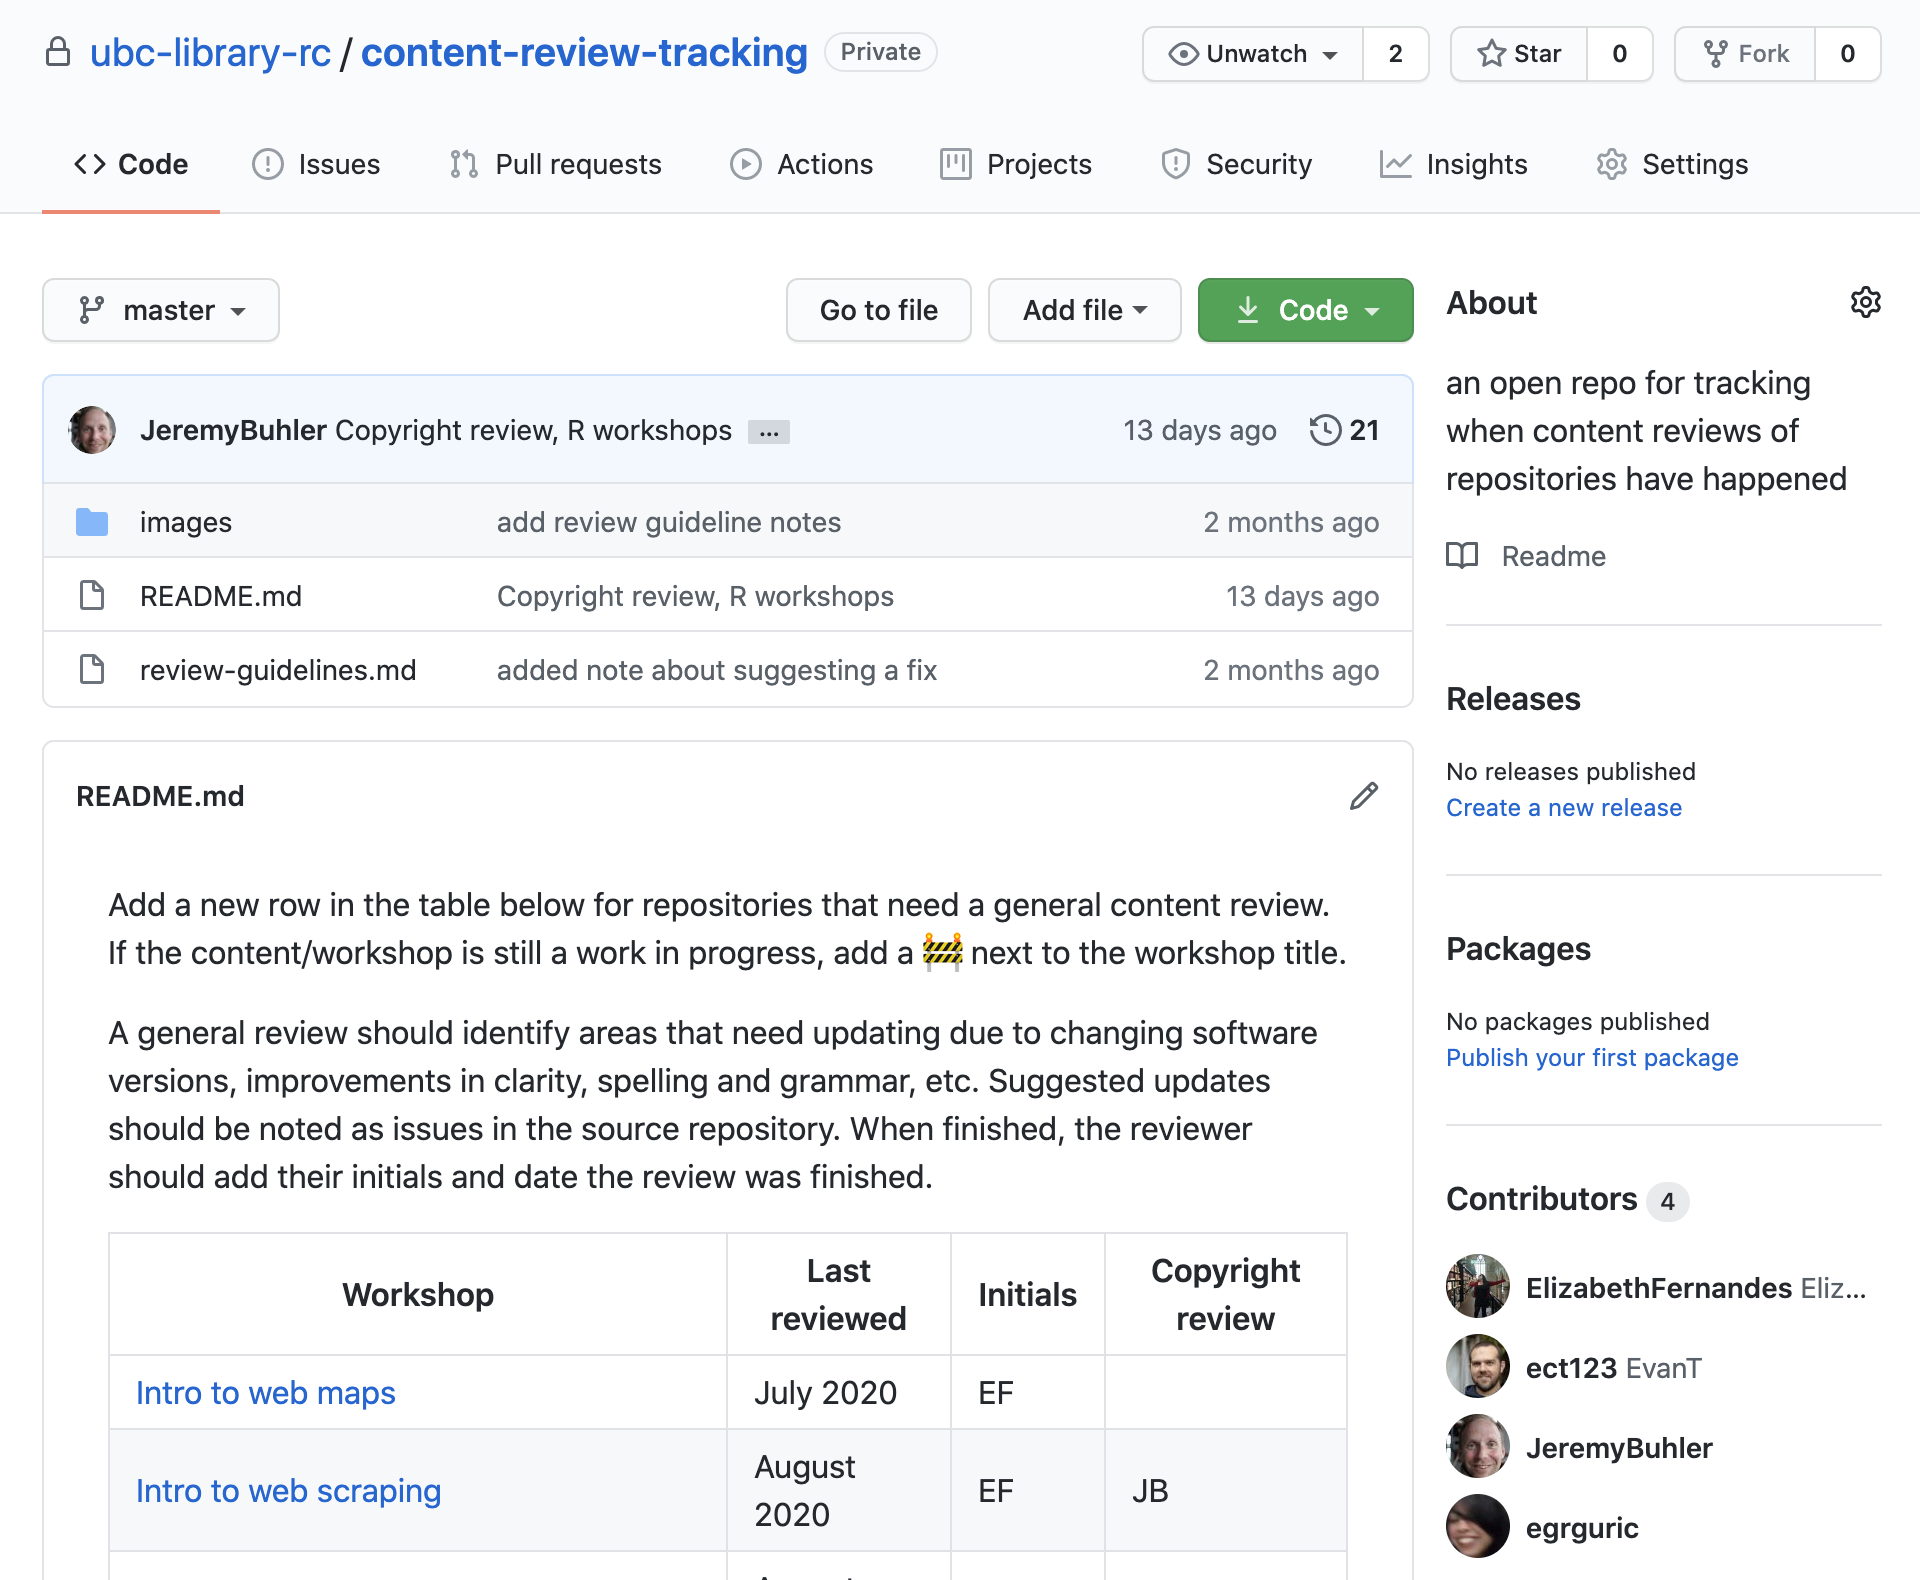 ubc-library-rc / content-review-tracking Private
Unwatch 2 Star 0 Fork 0
Code Issues Pull requests Actions Projects Security Insights Settings
master Go to file Add file Code
JeremyBuhler Copyright review, R workshops ... 13 days ago 21
images add review guideline notes 2 months ago
README.md Copyright review, R workshops 13 days ago
review-guidelines.md added note about suggesting a fix 2 months ago
README.md
Add a new row in the table below for repositories that need a general content review.
If the content/workshop is still a work in progress, add a 🚧 next to the workshop title.
A general review should identify areas that need updating due to changing software
versions, improvements in clarity, spelling and grammar, etc. Suggested updates
should be noted as issues in the source repository. When finished, the reviewer
should add their initials and date the review was finished.
Workshop Last reviewed Initials Copyright review
Intro to web maps July 2020 EF
Intro to web scraping August 2020 EF JB
About
an open repo for tracking
when content reviews of
repositories have happened
Readme
Releases
No releases published
Create a new release
Packages
No packages published
Publish your first package
Contributors 4
ElizabethFernandes Eliz...
ect123 EvanT
JeremyBuhler
egrguric